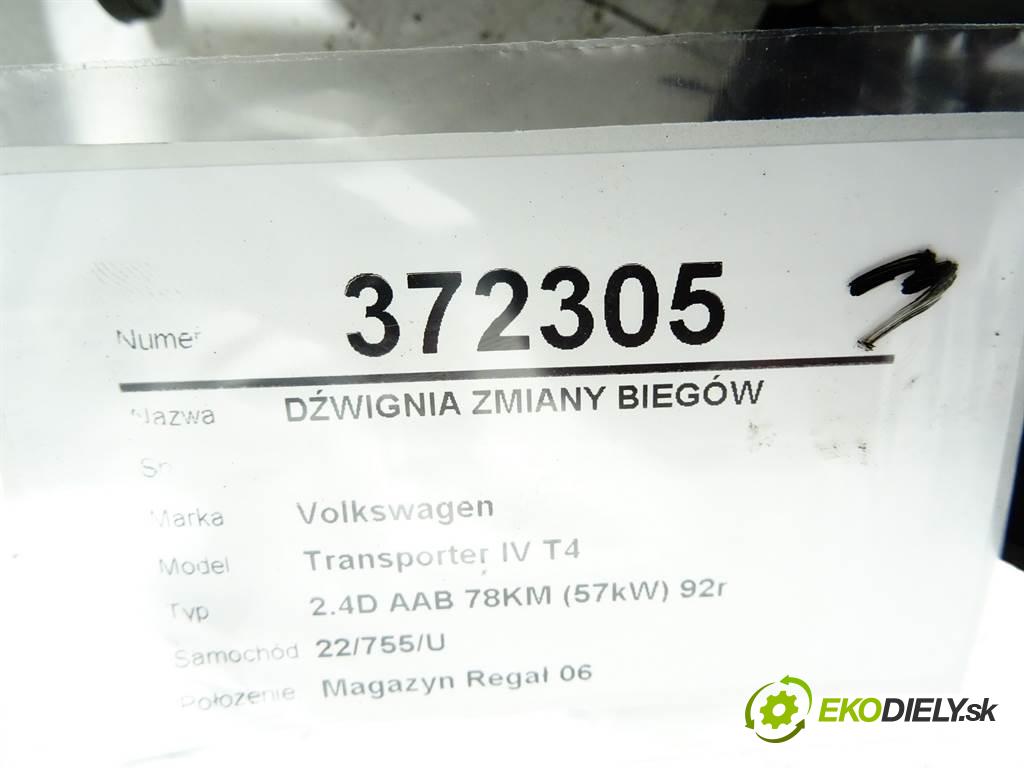 Numer 372305
Nazwa DŹWIGNIA ZMIANY BIEGÓW
Marka Volkswagen
Model Transporter IV T4
Typ 2.4D AAB 78KM (57kW) 92r
Samochód 22/755/U
Położenie Magazyn Regał 06
EKODIELY.sk